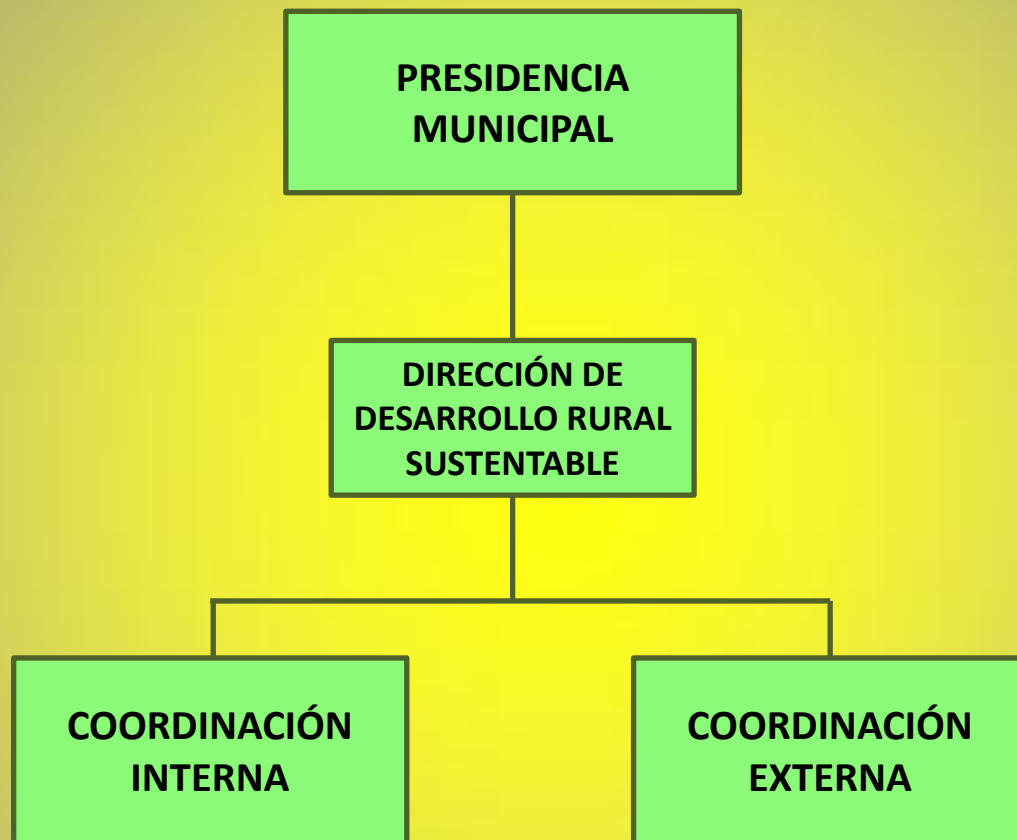 PRESIDENCIA
MUNICIPAL
DIRECCIÓN DE
DESARROLLO RURAL
SUSTENTABLE
COORDINACIÓN
INTERNA
COORDINACIÓN
EXTERNA